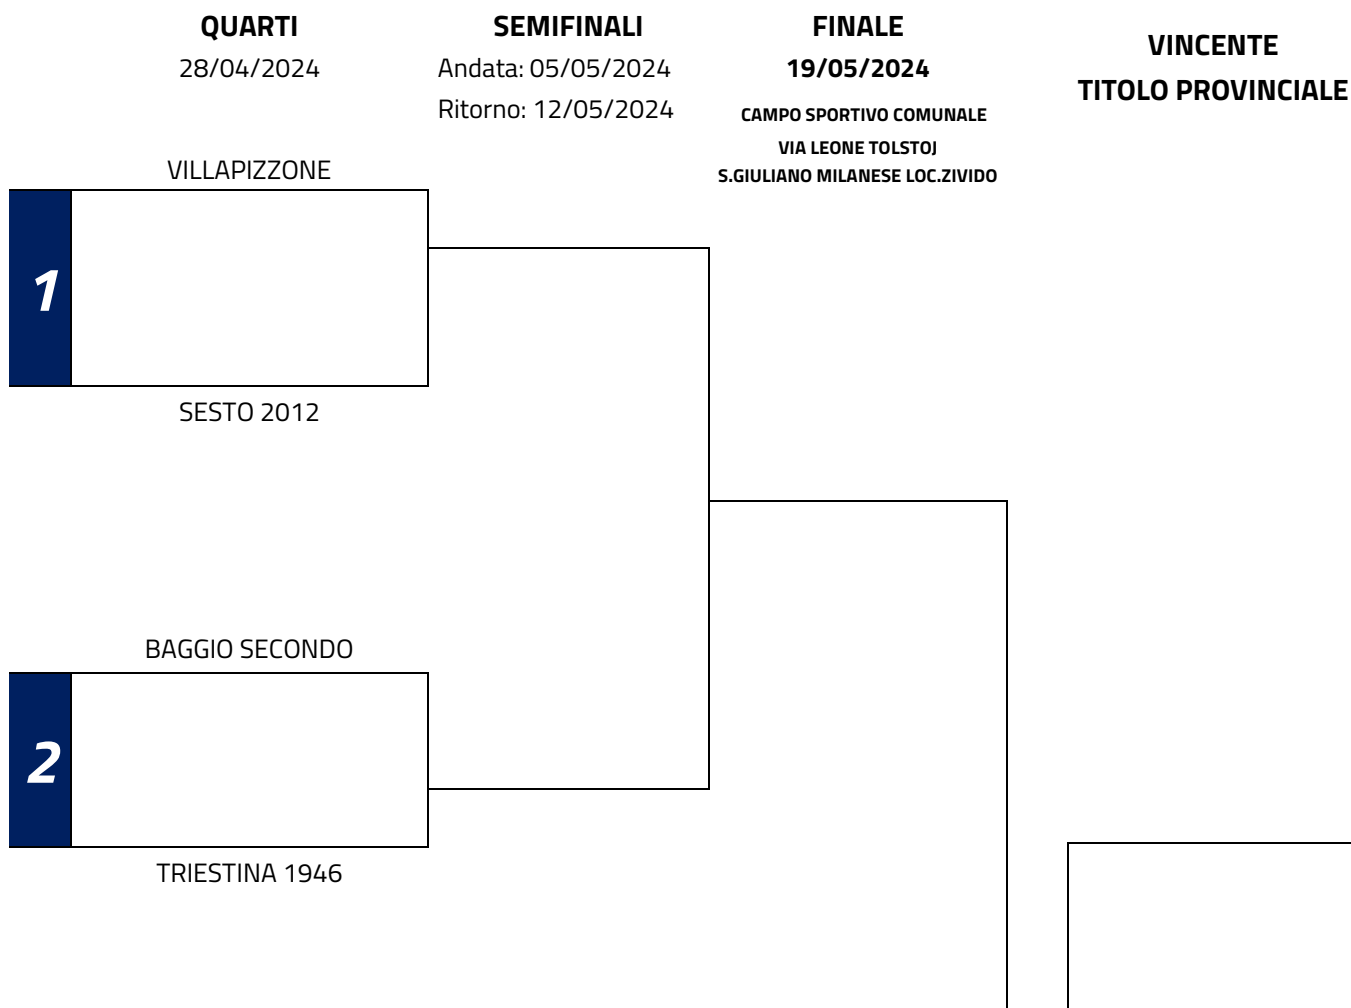 QUARTI
28/04/2024
SEMIFINALI
Andata: 05/05/2024
Ritorno: 12/05/2024
FINALE
19/05/2024
CAMPO SPORTIVO COMUNALE
VIA LEONE TOLSTOJ
S.GIULIANO MILANESE LOC.ZIVIDO
VINCENTE
TITOLO PROVINCIALE
VILLAPIZZONE
1
SESTO 2012
BAGGIO SECONDO
2
TRIESTINA 1946